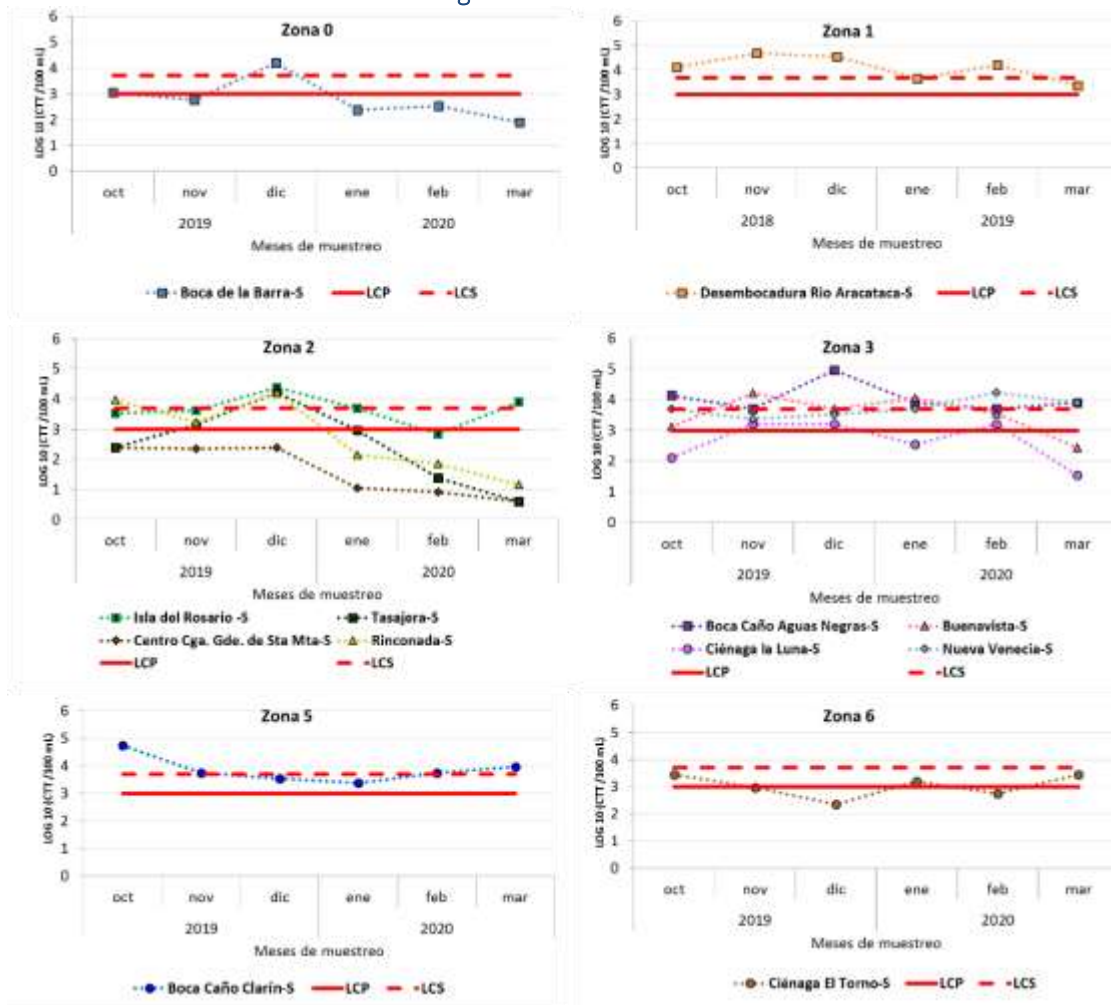 Zona 0
LOG 10 (CTT /100 mL)
6
5
4
3
2
1
0
oct nov dic ene feb mar
2019 2020
Meses de muestreo
Boca de la Barra-S LCP LCS
Zona 1
LOG 10 (CTT /100 mL)
6
5
4
3
2
1
0
oct nov dic ene feb mar
2018 2019
Meses de muestreo
Desembocadura Rio Aracataca-S LCP LCS
Zona 2
LOG 10 (CTT /100 mL)
6
5
4
3
2
1
0
oct nov dic ene feb mar
2019 2020
Meses de muestreo
Isla del Rosario -S Tasajera-S
Centro Cga. Gde. de Sta Mta-S Rinconada-S
LCP LCS
Zona 3
LOG 10 (CTT /100 mL)
6
5
4
3
2
1
0
oct nov dic ene feb mar
2019 2020
Meses de muestreo
Boca Caño Aguas Negras-S Buenavista-S
Ciénaga la Luna-S Nueva Venecia-S
LCP LCS
Zona 5
LOG 10 (CTT /100 mL)
6
5
4
3
2
1
0
oct nov dic ene feb mar
2019 2020
Meses de muestreo
Boca Caño Clarín-S LCP LCS
Zona 6
LOG 10 (CTT /100 mL)
6
5
4
3
2
1
0
oct nov dic ene feb mar
2019 2020
Meses de muestreo
Ciénaga El Torno-S LCP LCS